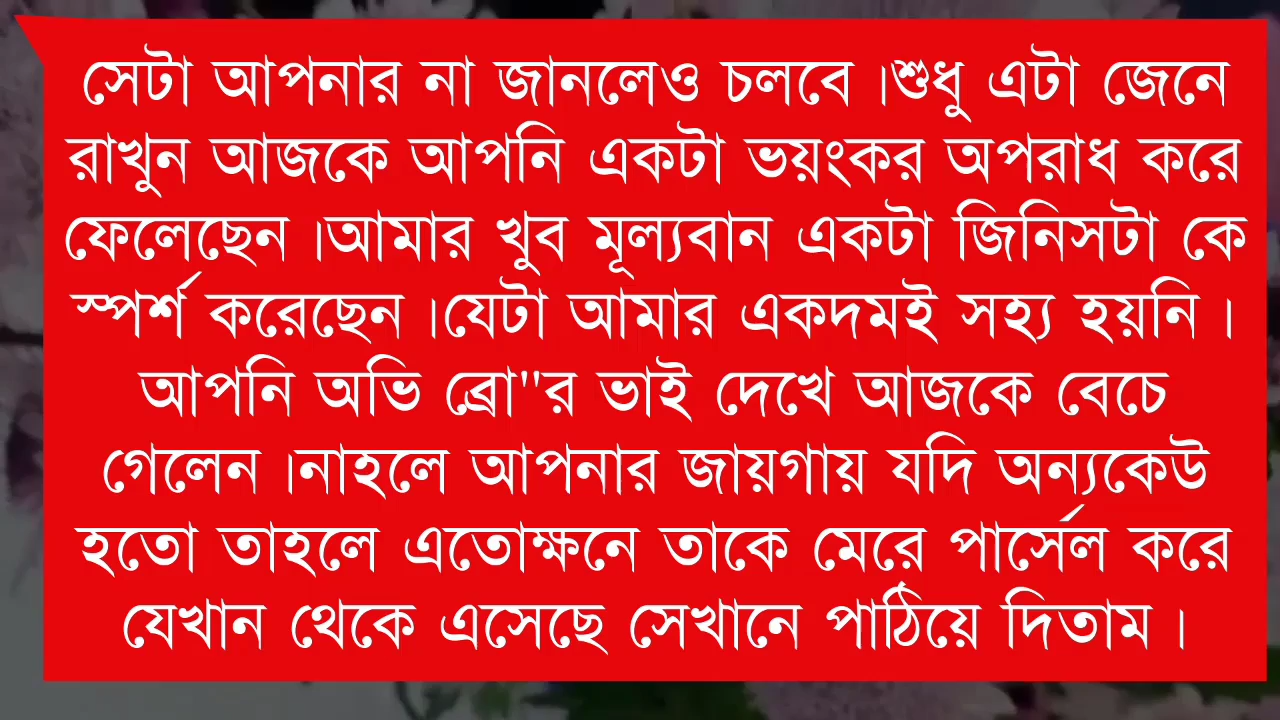 সেটা আপনার না জানলেও চলবে ।শুধু এটা জেনে
রাখুন আজকে আপনি একটা ভয়ংকর অপরাধ করে
ফেলেছেন ।আমার খুব মূল্যবান একটা জিনিসটা কে
স্পর্শ করেছেন ।যেটা আমার একদমই সহ্য হয়নি ।
আপনি অভি ব্রো"র ভাই দেখে আজকে বেচে
গেলেন ।নাহলে আপনার জায়গায় যদি অন্যকেউ
হতো তাহলে এতোক্ষনে তাকে মেরে পার্সেল করে
যেখান থেকে এসেছে সেখানে পাঠিয়ে দিতাম ।